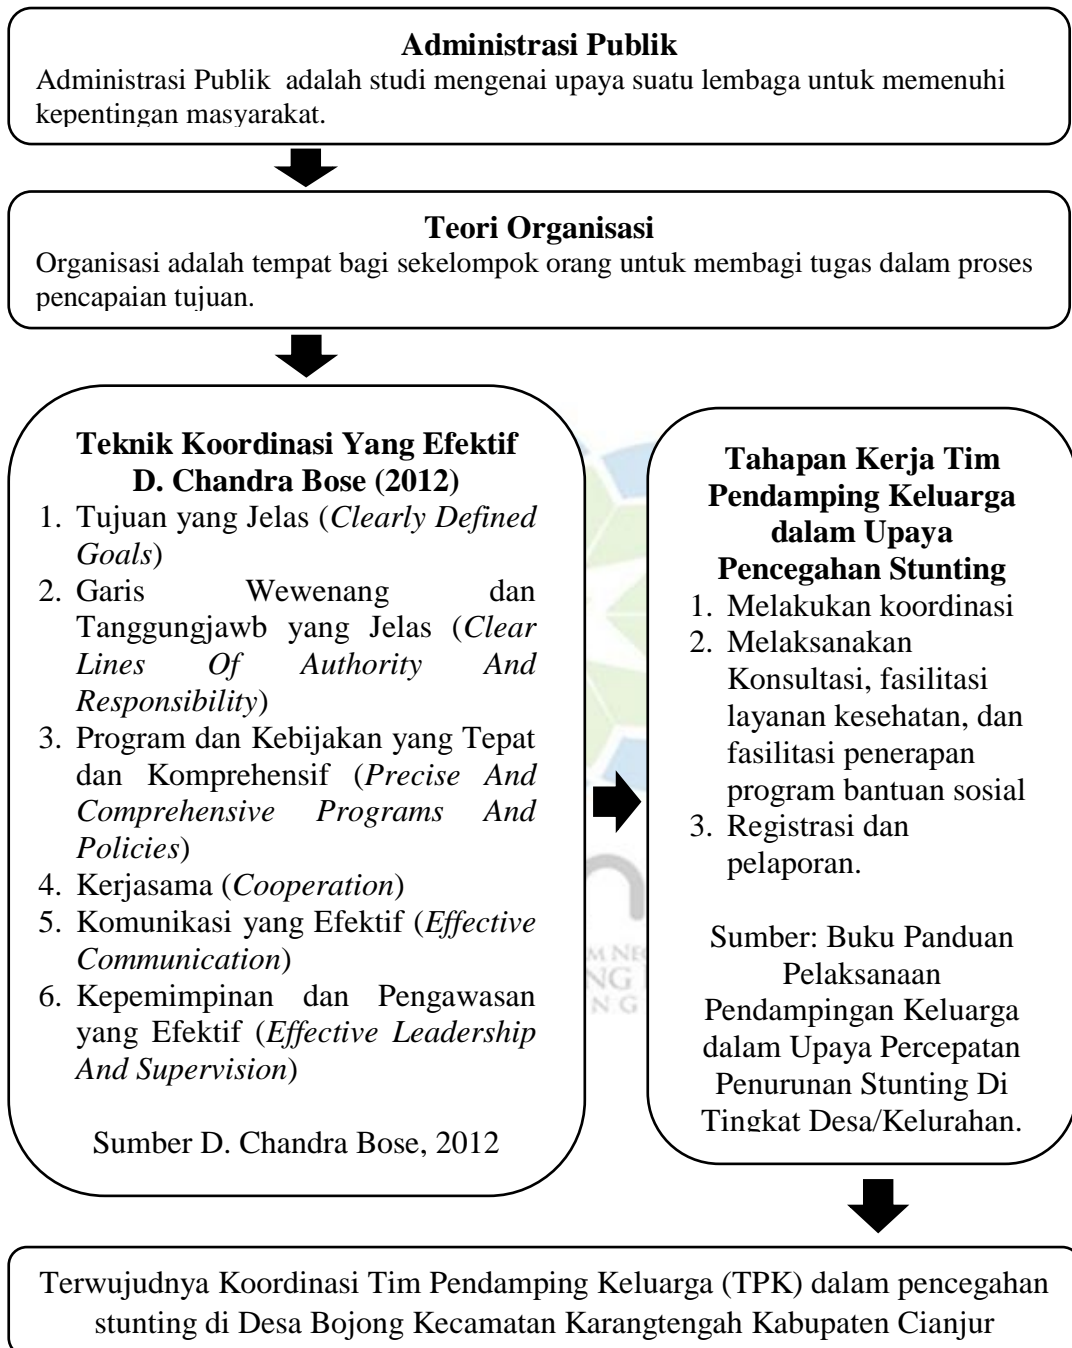 Administrasi Publik
Administrasi Publik adalah studi mengenai upaya suatu lembaga untuk memenuhi
kepentingan masyarakat.
Teori Organisasi
Organisasi adalah tempat bagi sekelompok orang untuk membagi tugas dalam proses
pencapaian tujuan.
Teknik Koordinasi Yang Efektif
D. Chandra Bose (2012)
1. Tujuan yang Jelas (Clearly Defined
Goals)
2. Garis Wewenang dan
Tanggungjawb yang Jelas (Clear
Lines Of Authority And
Responsibility)
3. Program dan Kebijakan yang Tepat
dan Komprehensif (Precise And
Comprehensive Programs And
Policies)
4. Kerjasama (Cooperation)
5. Komunikasi yang Efektif (Effective
Communication)
6. Kepemimpinan dan Pengawasan
yang Efektif (Effective Leadership
And Supervision)
Sumber D. Chandra Bose, 2012
Tahapan Kerja Tim
Pendamping Keluarga
dalam Upaya
Pencegahan Stunting
1. Melakukan koordinasi
2. Melaksanakan
Konsultasi, fasilitasi
layanan kesehatan, dan
fasilitasi penerapan
program bantuan sosial
3. Registrasi dan
pelaporan.
Sumber: Buku Panduan
Pelaksanaan
Pendampingan Keluarga
dalam Upaya Percepatan
Penurunan Stunting Di
Tingkat Desa/Kelurahan.
Terwujudnya Koordinasi Tim Pendamping Keluarga (TPK) dalam pencegahan
stunting di Desa Bojong Kecamatan Karangtengah Kabupaten Cianjur